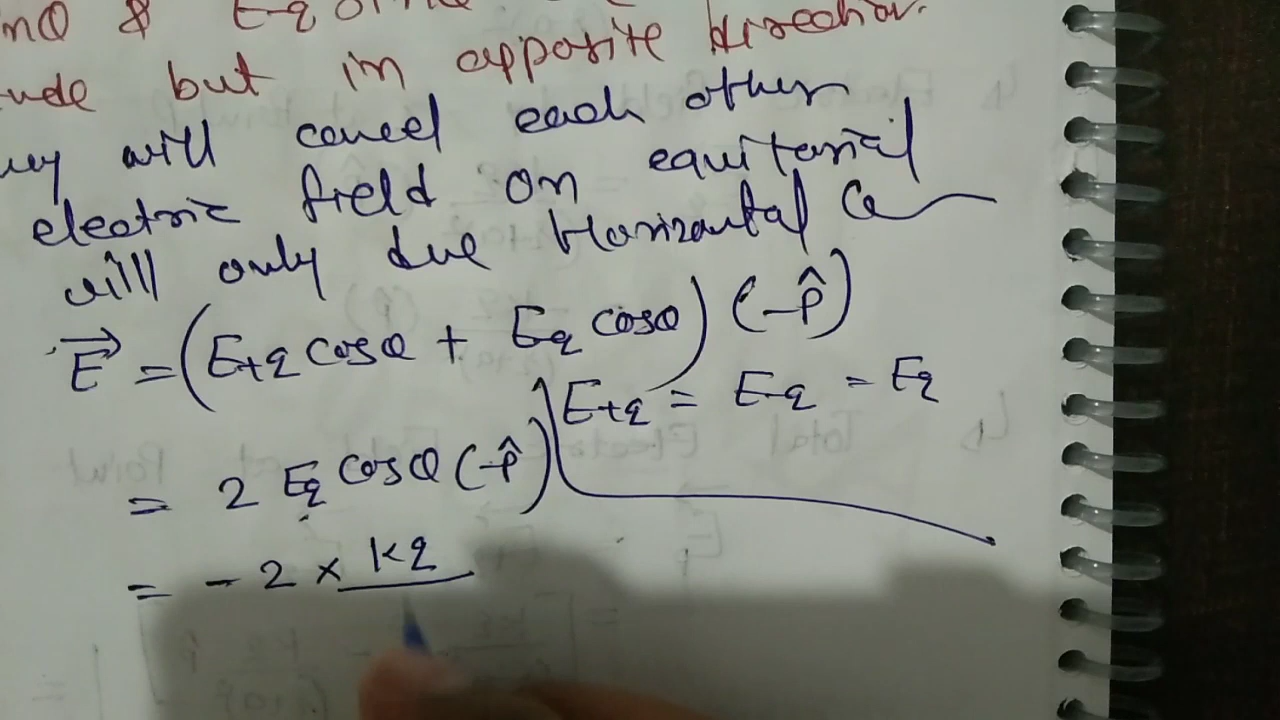 but in opposite direction.
will cancel each other
electric field on equitorial
will only due Horizontal
E⃗ = (E+q cosθ + Eq cosθ) (-p̂)
E+q = E-q = Eq
= 2 Eq cosθ (-p̂)
= - 2 × kq